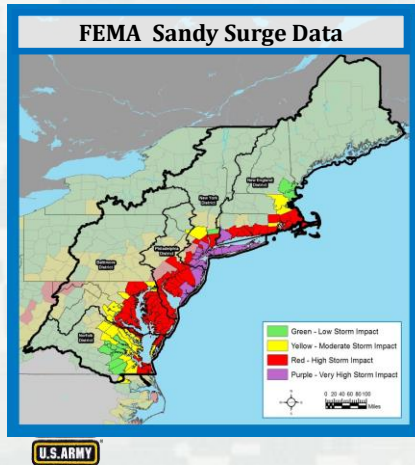 FEMA Sandy Surge Data
New England
District
New York
District
Philadelphia
District
Baltimore
District
Norfolk
District
Green - Low Storm Impact
Yellow - Moderate Storm Impact
Red - High Storm Impact
Purple - Very High Storm Impact
0 20 40 60 80 100
Miles
U.S.ARMY